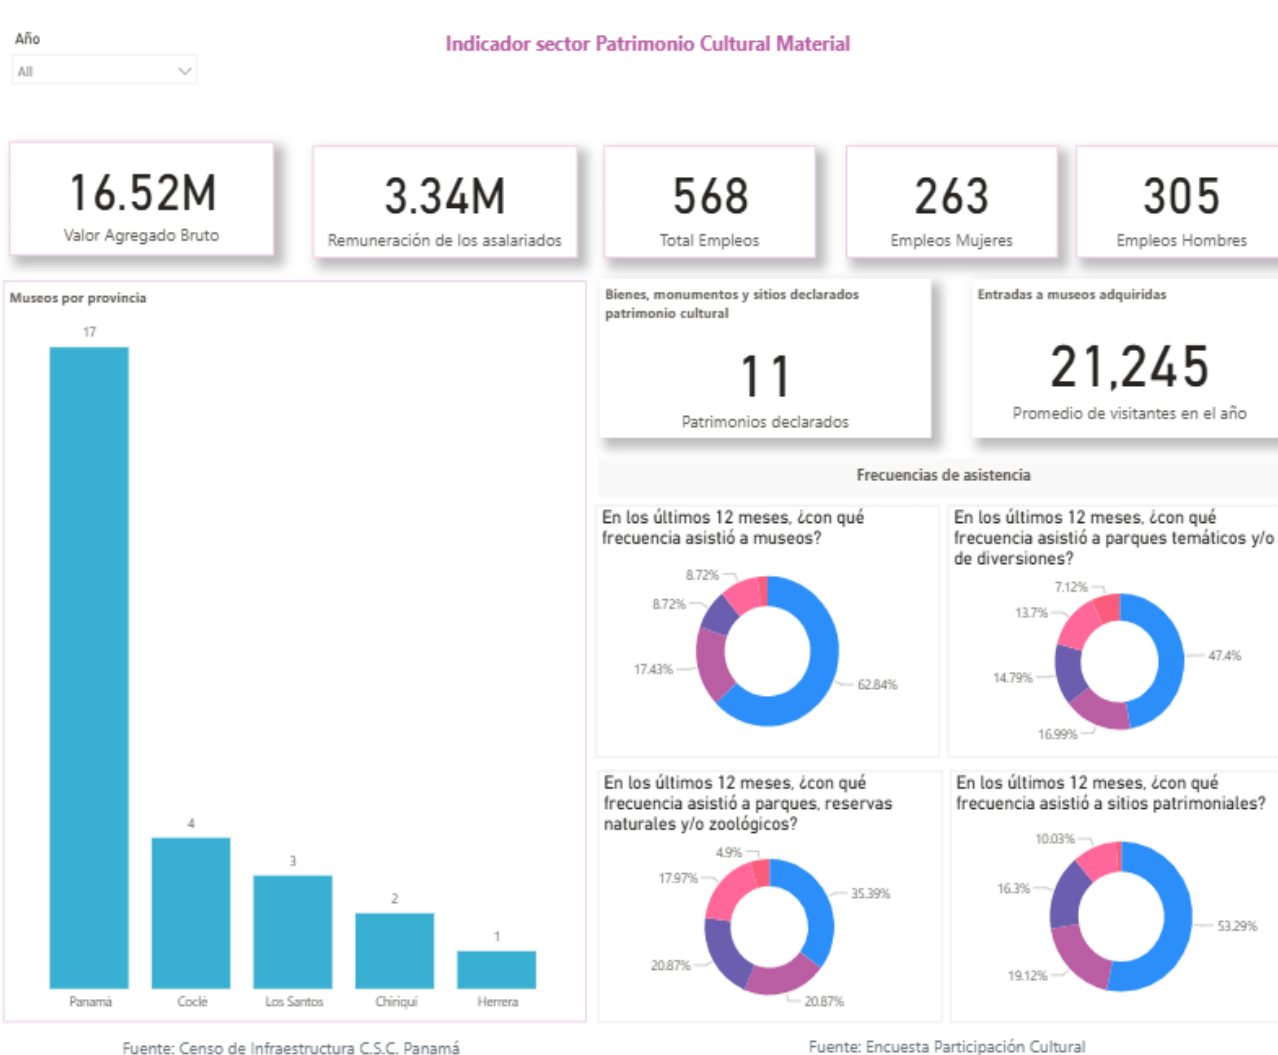 Año
All
Indicador sector Patrimonio Cultural Material
16.52M
Valor Agregado Bruto
3.34M
Remuneración de los asalariados
568
Total Empleos
263
Empleos Mujeres
305
Empleos Hombres
Museos por provincia
17
4
3
2
1
Panamá
Coclé
Los Santos
Chiriquí
Herrera
Fuente: Censo de Infraestructura C.S.C. Panamá
Bienes, monumentos y sitios declarados
patrimonio cultural
11
Patrimonios declarados
Entradas a museos adquiridas
21,245
Promedio de visitantes en el año
Frecuencias de asistencia
En los últimos 12 meses, ¿con qué
frecuencia asistió a museos?
8.72%
8.72%
17.43%
62.84%
En los últimos 12 meses, ¿con qué
frecuencia asistió a parques temáticos y/o
de diversiones?
7.12%
13.7%
14.79%
16.99%
47.4%
En los últimos 12 meses, ¿con qué
frecuencia asistió a parques, reservas
naturales y/o zoológicos?
4.9%
17.97%
20.87%
20.87%
35.39%
En los últimos 12 meses, ¿con qué
frecuencia asistió a sitios patrimoniales?
10.03%
16.3%
19.12%
53.29%
Fuente: Encuesta Participación Cultural